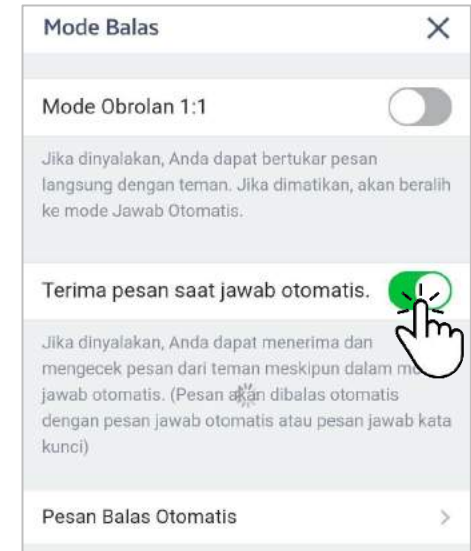 Mode Balas
Mode Obrolan 1:1
Jika dinyalakan, Anda dapat bertukar pesan
langsung dengan teman. Jika dimatikan, akan beralih
ke mode Jawab Otomatis.
Terima pesan saat jawab otomatis.
Jika dinyalakan, Anda dapat menerima dan
mengecek pesan dari teman meskipun dalam
jawab otomatis. (Pesan akan dibalas otomatis
dengan pesan jawab otomatis atau pesan jawab kata
kunci)
Pesan Balas Otomatis